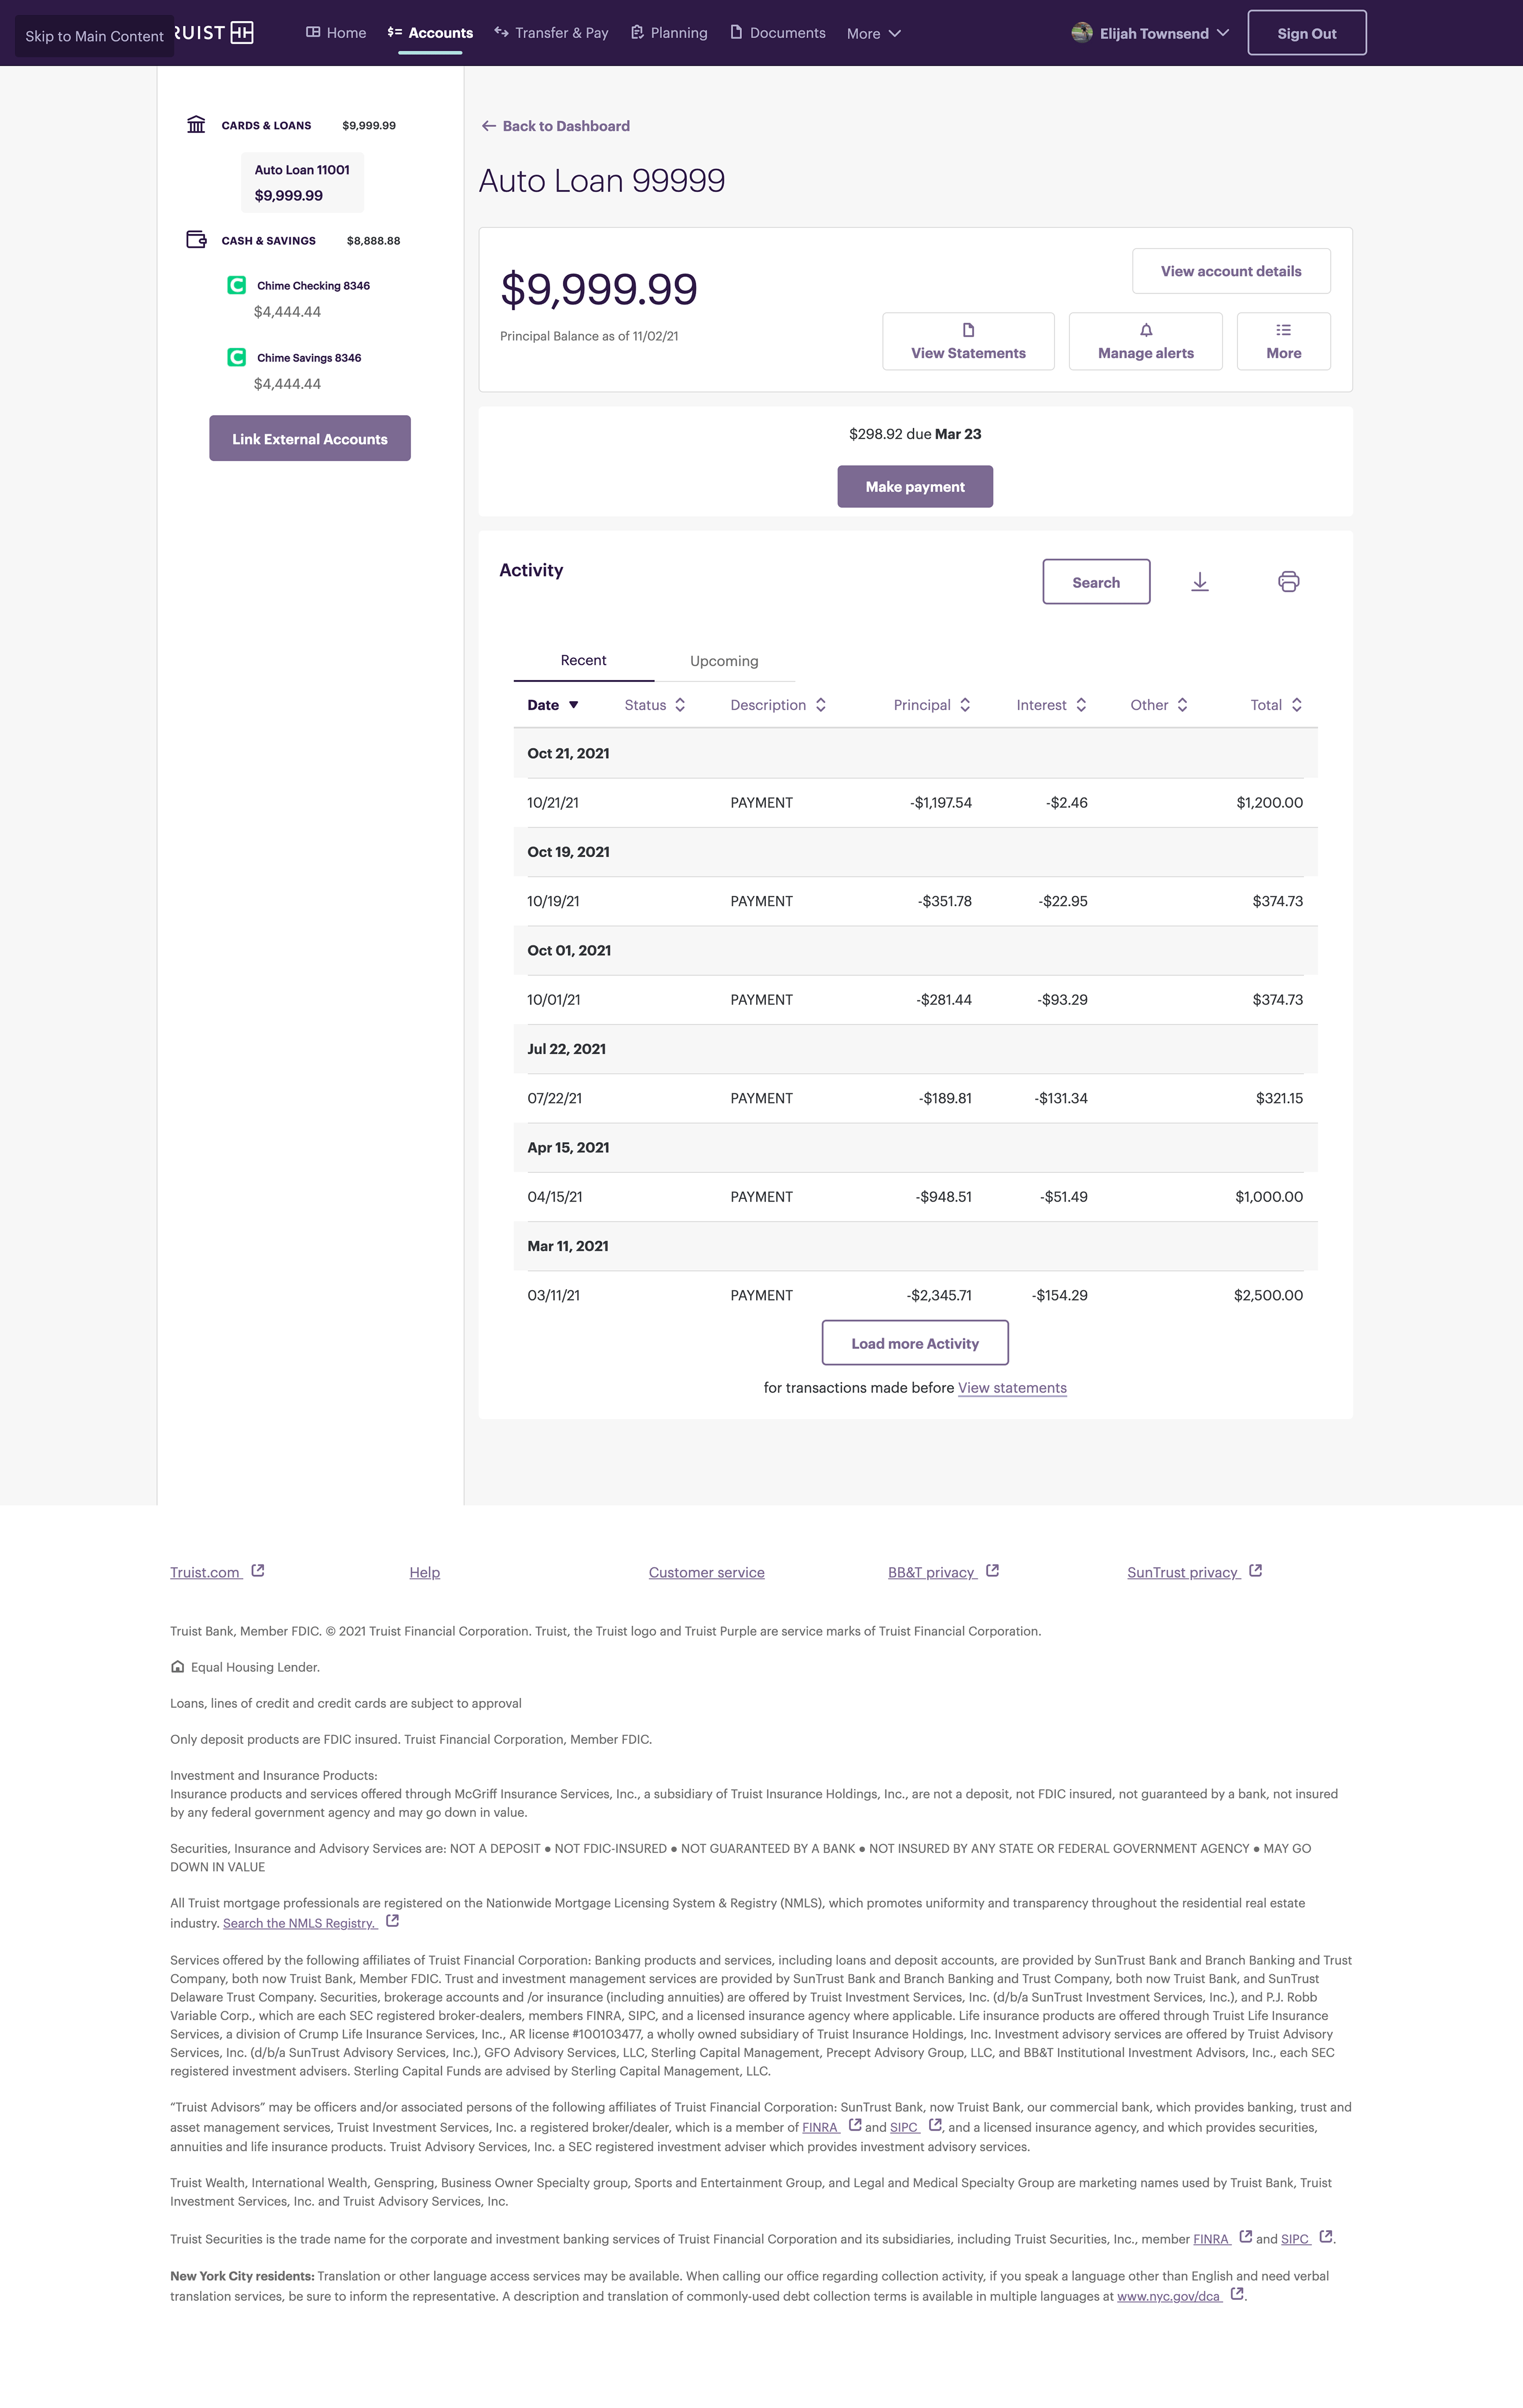 Skip to Main Content
RUIST
Home
Accounts
Transfer & Pay
Planning
Documents
More
Elijah Townsend
Sign Out
CARDS & LOANS $9,999.99
Auto Loan 11001
$9,999.99
CASH & SAVINGS $8,888.88
Chime Checking 8346
$4,444.44
Chime Savings 8346
$4,444.44
Link External Accounts
Back to Dashboard
Auto Loan 99999
$9,999.99
Principal Balance as of 11/02/21
View account details
View Statements
Manage alerts
More
$298.92 due Mar 23
Make payment
Activity
Search
Recent Upcoming
Date Status Description Principal Interest Other Total
Oct 21, 2021
10/21/21 PAYMENT -$1,197.54 -$2.46 $1,200.00
Oct 19, 2021
10/19/21 PAYMENT -$351.78 -$22.95 $374.73
Oct 01, 2021
10/01/21 PAYMENT -$281.44 -$93.29 $374.73
Jul 22, 2021
07/22/21 PAYMENT -$189.81 -$131.34 $321.15
Apr 15, 2021
04/15/21 PAYMENT -$948.51 -$51.49 $1,000.00
Mar 11, 2021
03/11/21 PAYMENT -$2,345.71 -$154.29 $2,500.00
Load more Activity
for transactions made before View statements
Truist.com Help Customer service BB&T privacy SunTrust privacy
Truist Bank, Member FDIC. © 2021 Truist Financial Corporation. Truist, the Truist logo and Truist Purple are service marks of Truist Financial Corporation.
Equal Housing Lender.
Loans, lines of credit and credit cards are subject to approval
Only deposit products are FDIC insured. Truist Financial Corporation, Member FDIC.
Investment and Insurance Products:
Insurance products and services offered through McGriff Insurance Services, Inc., a subsidiary of Truist Insurance Holdings, Inc., are not a deposit, not FDIC insured, not guaranteed by a bank, not insured
by any federal government agency and may go down in value.
Securities, Insurance and Advisory Services are: NOT A DEPOSIT ● NOT FDIC-INSURED ● NOT GUARANTEED BY A BANK ● NOT INSURED BY ANY STATE OR FEDERAL GOVERNMENT AGENCY ● MAY GO
DOWN IN VALUE
All Truist mortgage professionals are registered on the Nationwide Mortgage Licensing System & Registry (NMLS), which promotes uniformity and transparency throughout the residential real estate
industry. Search the NMLS Registry.
Services offered by the following affiliates of Truist Financial Corporation: Banking products and services, including loans and deposit accounts, are provided by SunTrust Bank and Branch Banking and Trust
Company, both now Truist Bank, Member FDIC. Trust and investment management services are provided by SunTrust Bank and Branch Banking and Trust Company, both now Truist Bank, and SunTrust
Delaware Trust Company. Securities, brokerage accounts and /or insurance (including annuities) are offered by Truist Investment Services, Inc. (d/b/a SunTrust Investment Services, Inc.), and P.J. Robb
Variable Corp., which are each SEC registered broker-dealers, members FINRA, SIPC, and a licensed insurance agency where applicable. Life insurance products are offered through Truist Life Insurance
Services, a division of Crump Life Insurance Services, Inc., AR license #100103477, a wholly owned subsidiary of Truist Insurance Holdings, Inc. Investment advisory services are offered by Truist Advisory
Services, Inc. (d/b/a SunTrust Advisory Services, Inc.), GFO Advisory Services, LLC, Sterling Capital Management, Precept Advisory Group, LLC, and BB&T Institutional Investment Advisors, Inc., each SEC
registered investment advisers. Sterling Capital Funds are advised by Sterling Capital Management, LLC.
“Truist Advisors” may be officers and/or associated persons of the following affiliates of Truist Financial Corporation: SunTrust Bank, now Truist Bank, our commercial bank, which provides banking, trust and
asset management services, Truist Investment Services, Inc. a registered broker/dealer, which is a member of FINRA and SIPC , and a licensed insurance agency, and which provides securities,
annuities and life insurance products. Truist Advisory Services, Inc. a SEC registered investment adviser which provides investment advisory services.
Truist Wealth, International Wealth, Genspring, Business Owner Specialty group, Sports and Entertainment Group, and Legal and Medical Specialty Group are marketing names used by Truist Bank, Truist
Investment Services, Inc. and Truist Advisory Services, Inc.
Truist Securities is the trade name for the corporate and investment banking services of Truist Financial Corporation and its subsidiaries, including Truist Securities, Inc., member FINRA and SIPC .
New York City residents: Translation or other language access services may be available. When calling our office regarding collection activity, if you speak a language other than English and need verbal
translation services, be sure to inform the representative. A description and translation of commonly-used debt collection terms is available in multiple languages at www.nyc.gov/dca .